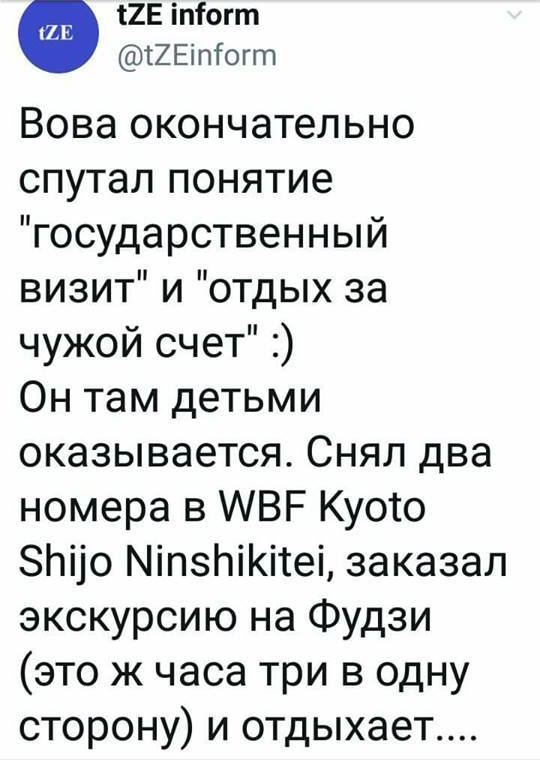 tZE
tZE inform
@tZEinform
Вова окончательно
спутал понятие
"государственный
визит" и "отдых за
чужой счет" :)
Он там детьми
оказывается. Снял два
номера в WBF Kyoto
Shijo Ninshikitei, заказал
экскурсию на Фудзи
(это ж часа три в одну
сторону) и отдыхает....